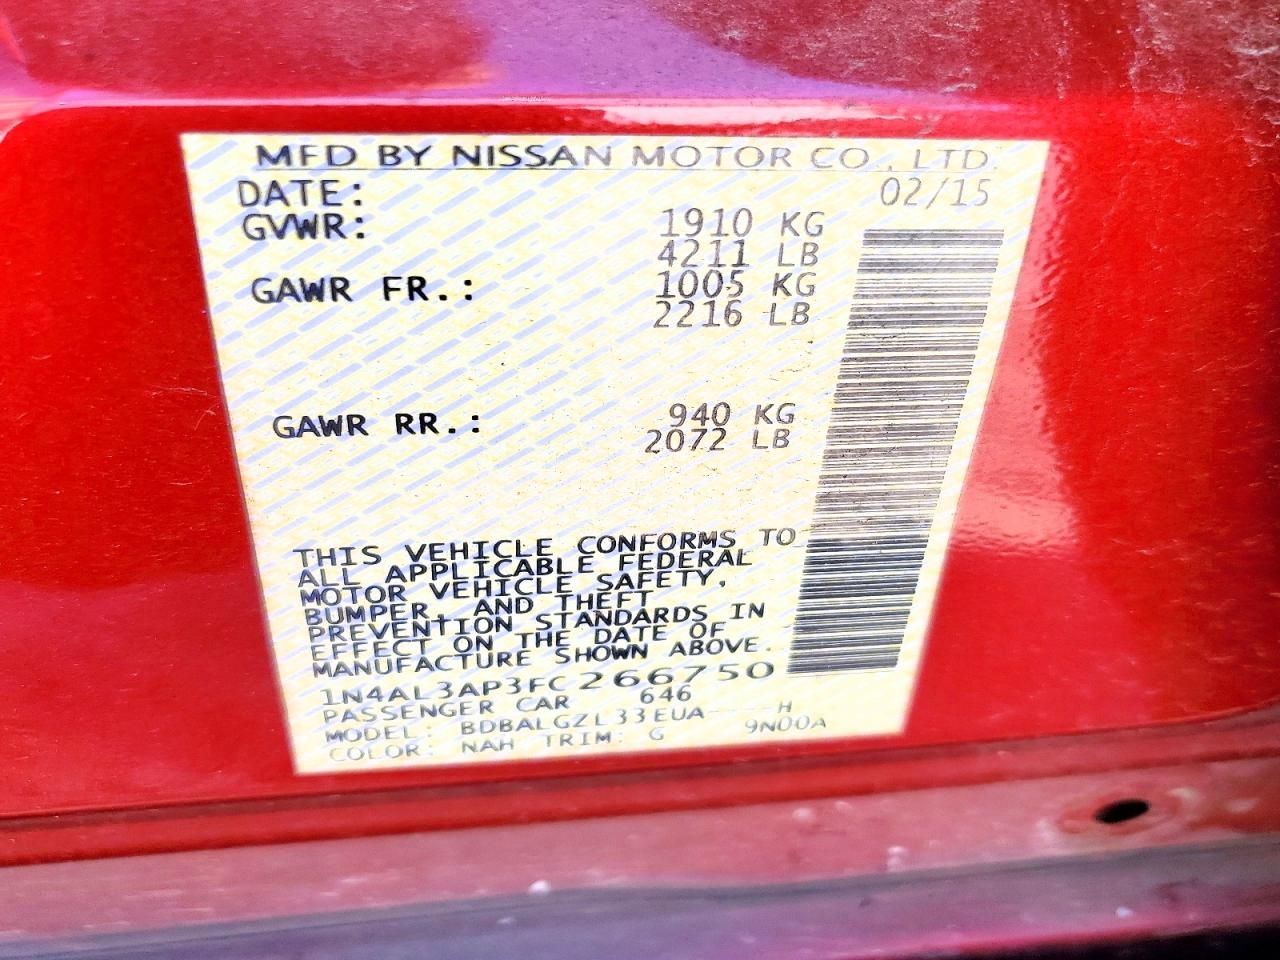 MFD BY NISSAN MOTOR CO., LTD.
DATE: 02/15
GVWR: 1910 KG
4211 LB
GAWR FR.: 1005 KG
2216 LB
GAWR RR.: 940 KG
2072 LB
THIS VEHICLE CONFORMS TO
ALL APPLICABLE FEDERAL
MOTOR VEHICLE SAFETY,
BUMPER, AND THEFT
PREVENTION STANDARDS IN
EFFECT ON THE DATE OF
MANUFACTURE SHOWN ABOVE.
1N4AL3AP3FC266750
PASSENGER CAR 646
MODEL: BDBALGZL33EUA----H
COLOR: NAH TRIM: G 9N00A